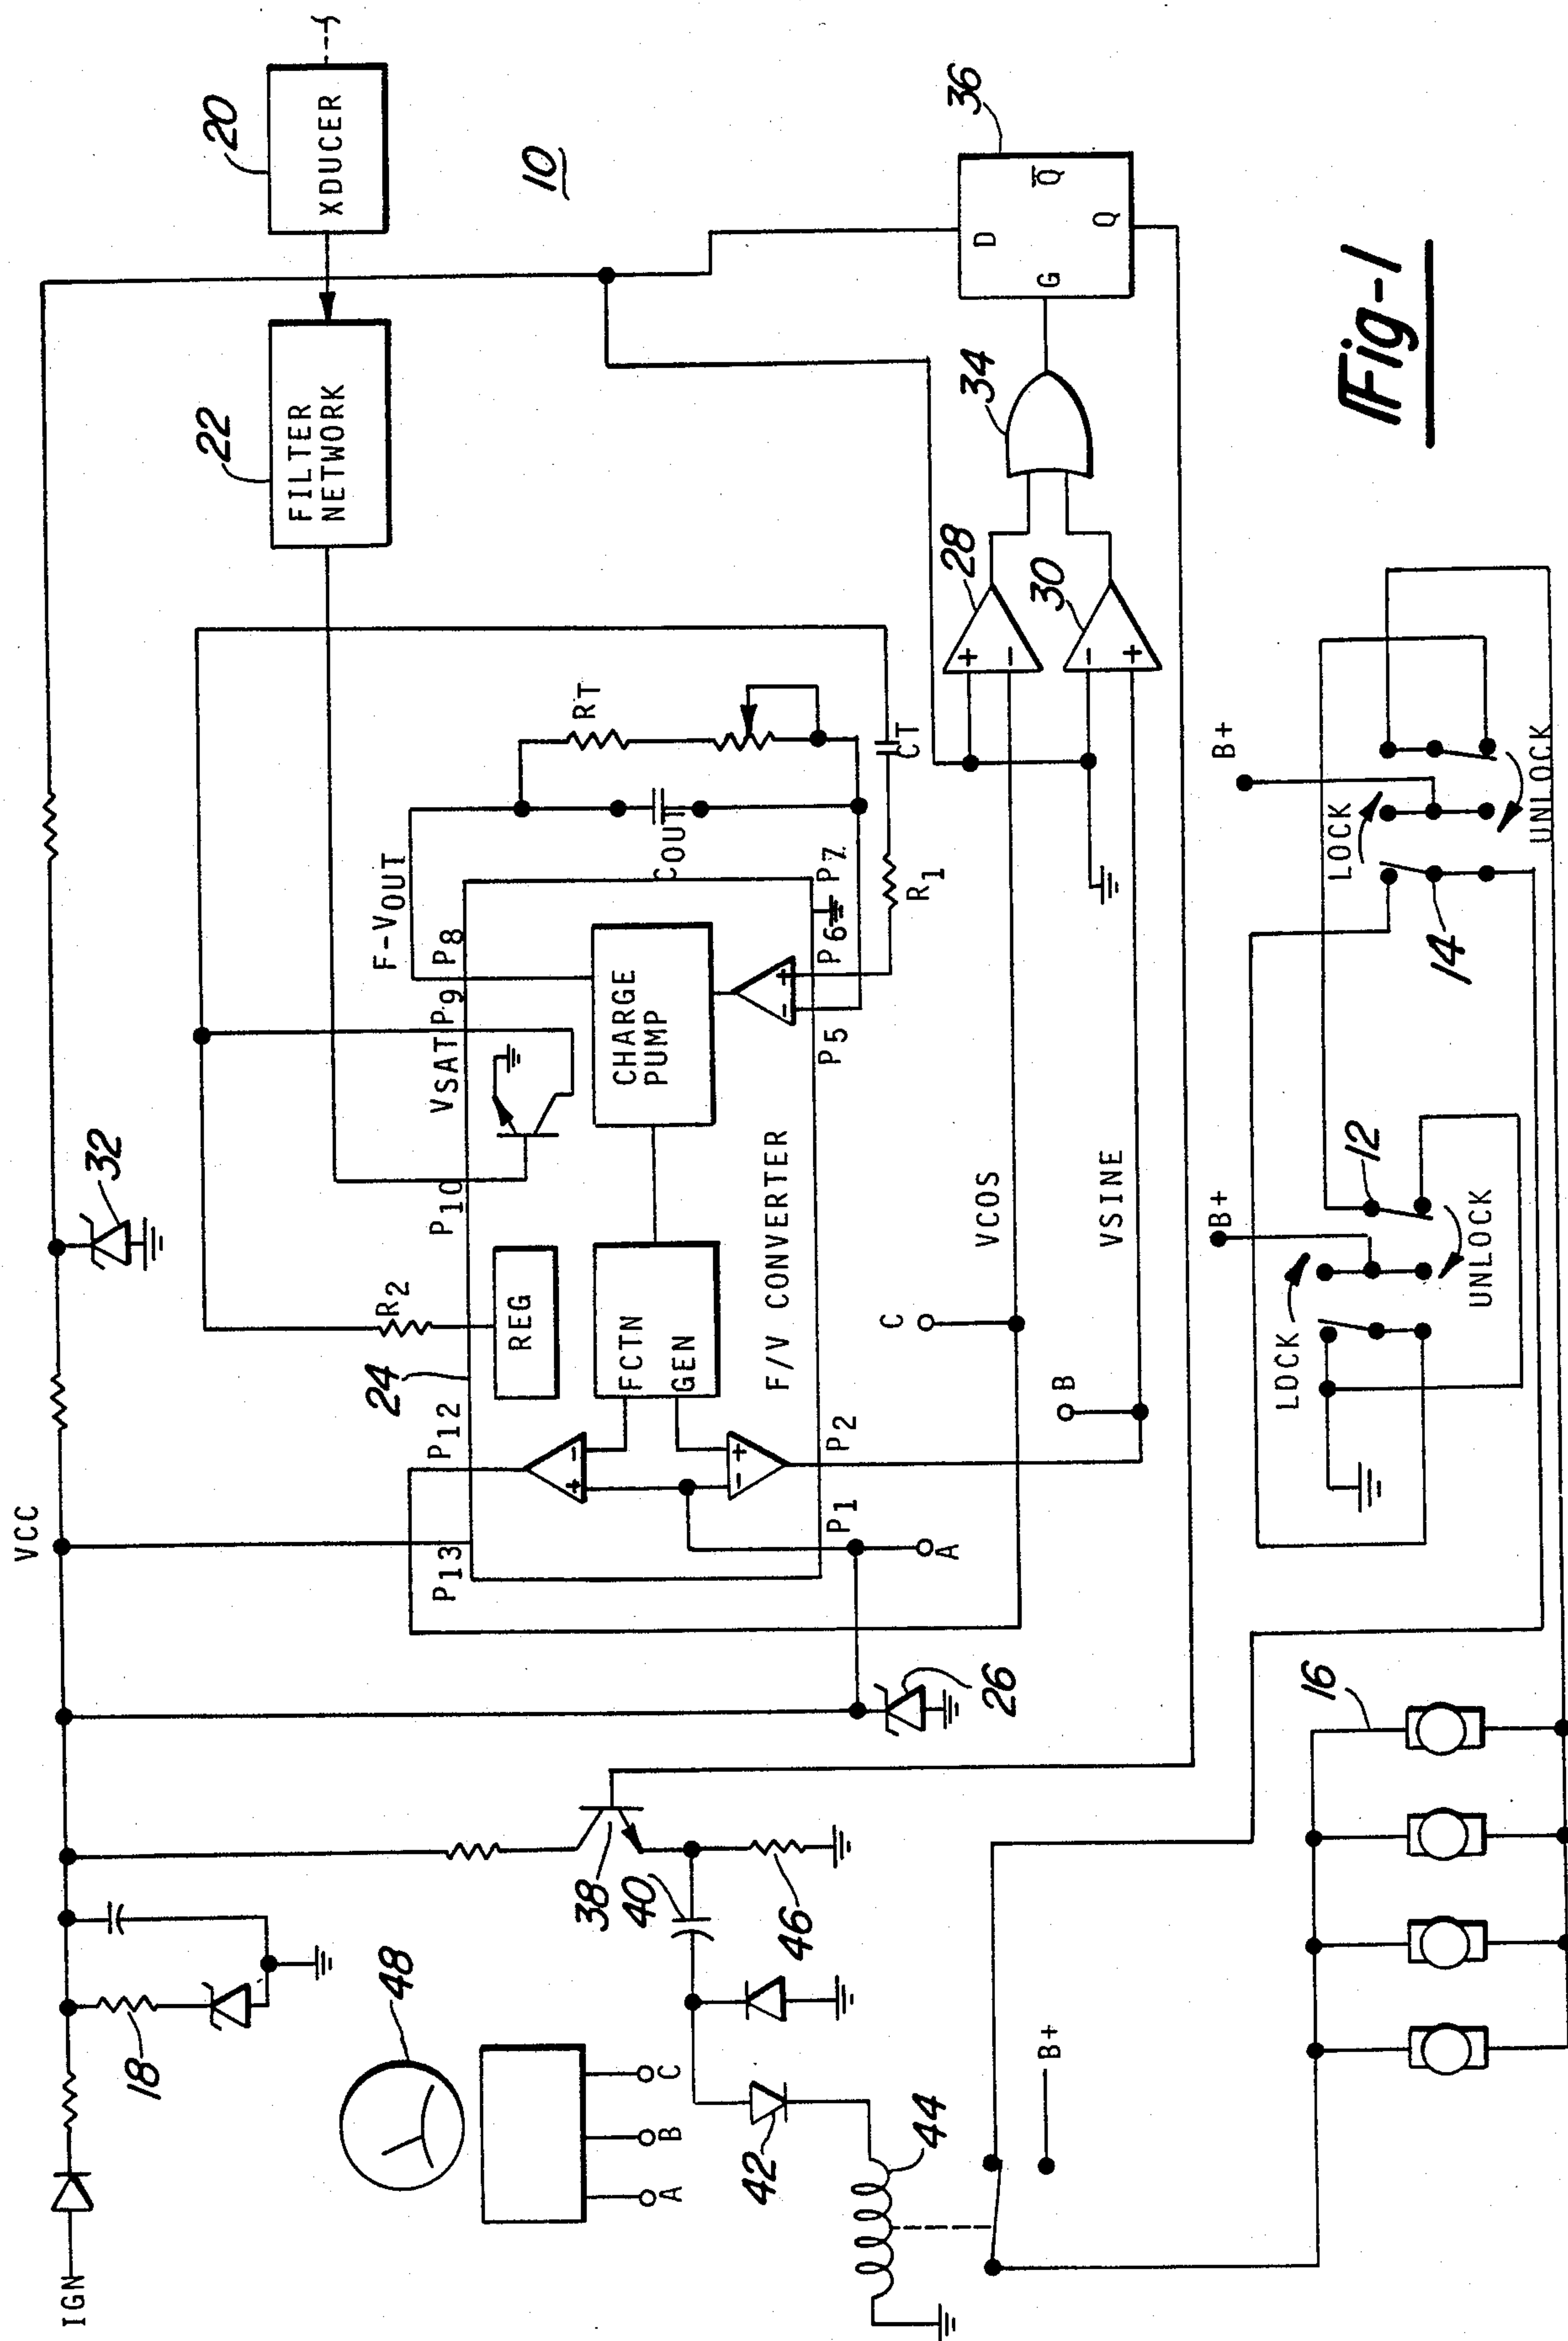 VCC
IGN
18
32
20
XDUCER
22
FILTER
NETWORK
10
48
A
B
C
38
40
46
42
44
B+
26
24
P13
P12
R2
REG
P10
VSAT
P9
P8
F-VOUT
FCTN
GEN
CHARGE
PUMP
F/V CONVERTER
P1
P2
P5
P6
P7
COUT
RT
CT
R1
A
B
C
VCOS
VSINE
28
+
−
30
−
+
34
36
D
G
Q
Q̅
16
B+
LOCK
UNLOCK
12
B+
LOCK
UNLOCK
14
Fig-1